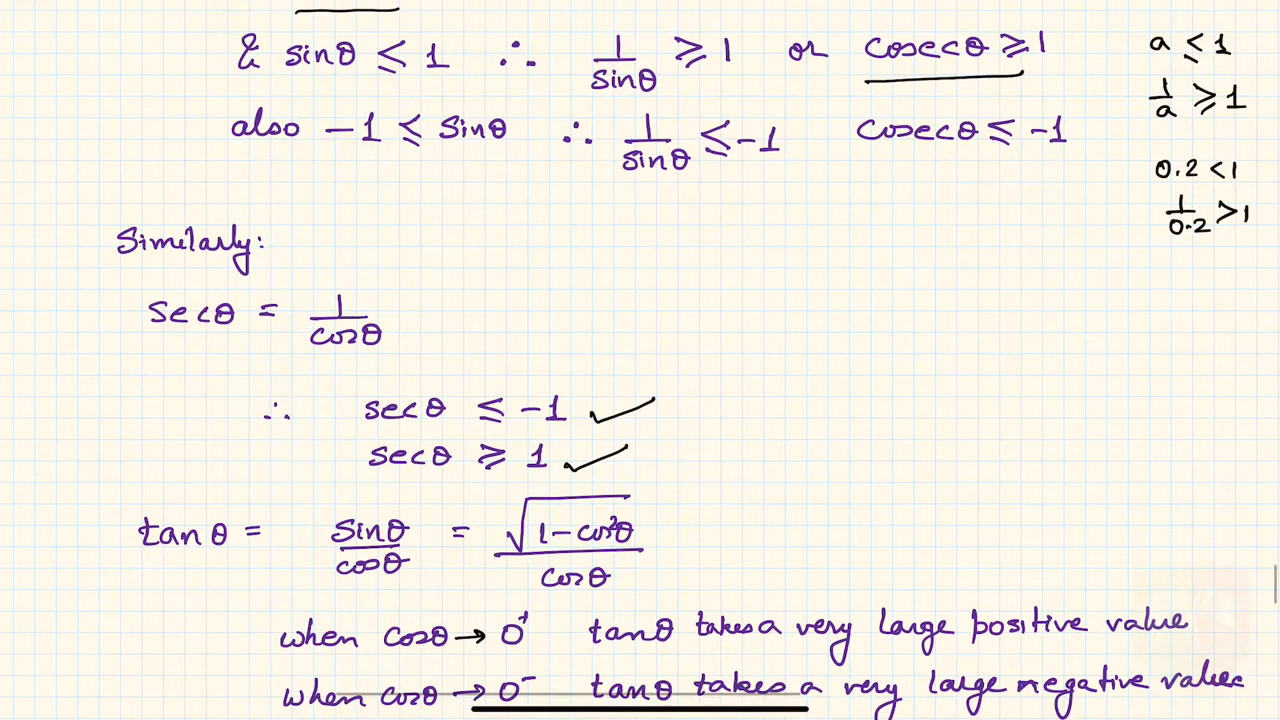 & sinθ ≤ 1 ∴ 1/sinθ ≥ 1 or cosecθ ≥ 1
also -1 ≤ sinθ ∴ 1/sinθ ≤ -1 cosecθ ≤ -1
a ≤ 1
1/a ≥ 1
0.2 < 1
1/0.2 > 1
Similarly:
secθ = 1/cosθ
∴ secθ ≤ -1 ✓
secθ ≥ 1 ✓
tanθ = sinθ/cosθ = √(1-cos²θ)/cosθ
when cosθ → 0⁺ tanθ takes a very large positive value
when cosθ → 0⁻ tanθ takes a very large negative value